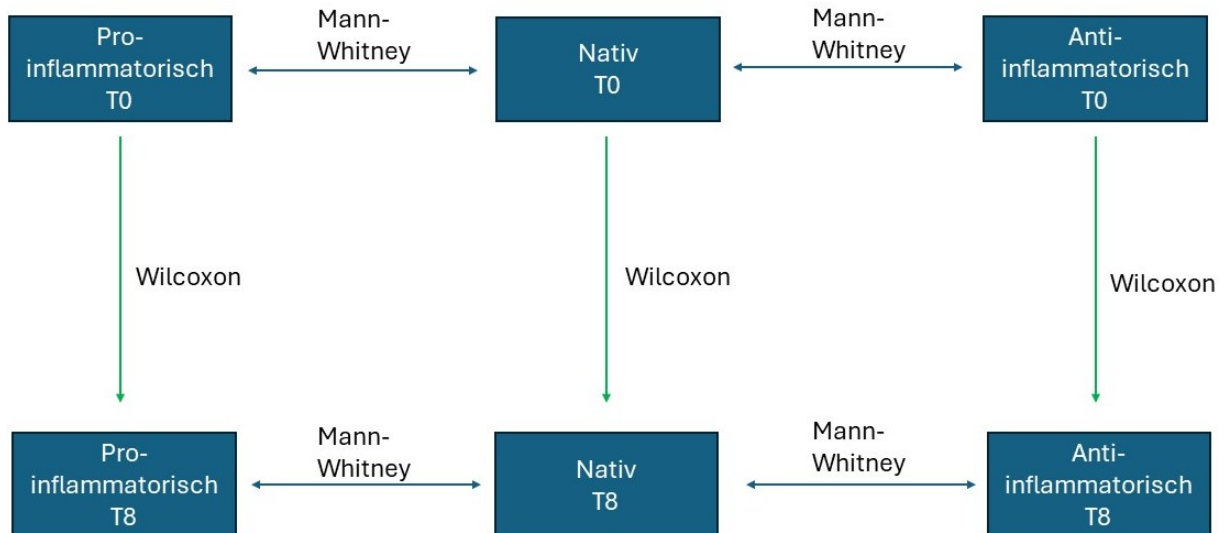 Pro-
inflammatorisch
T0
Mann-
Whitney
Nativ
T0
Mann-
Whitney
Anti-
inflammatorisch
T0
Wilcoxon
Wilcoxon
Wilcoxon
Pro-
inflammatorisch
T8
Mann-
Whitney
Nativ
T8
Mann-
Whitney
Anti-
inflammatorisch
T8